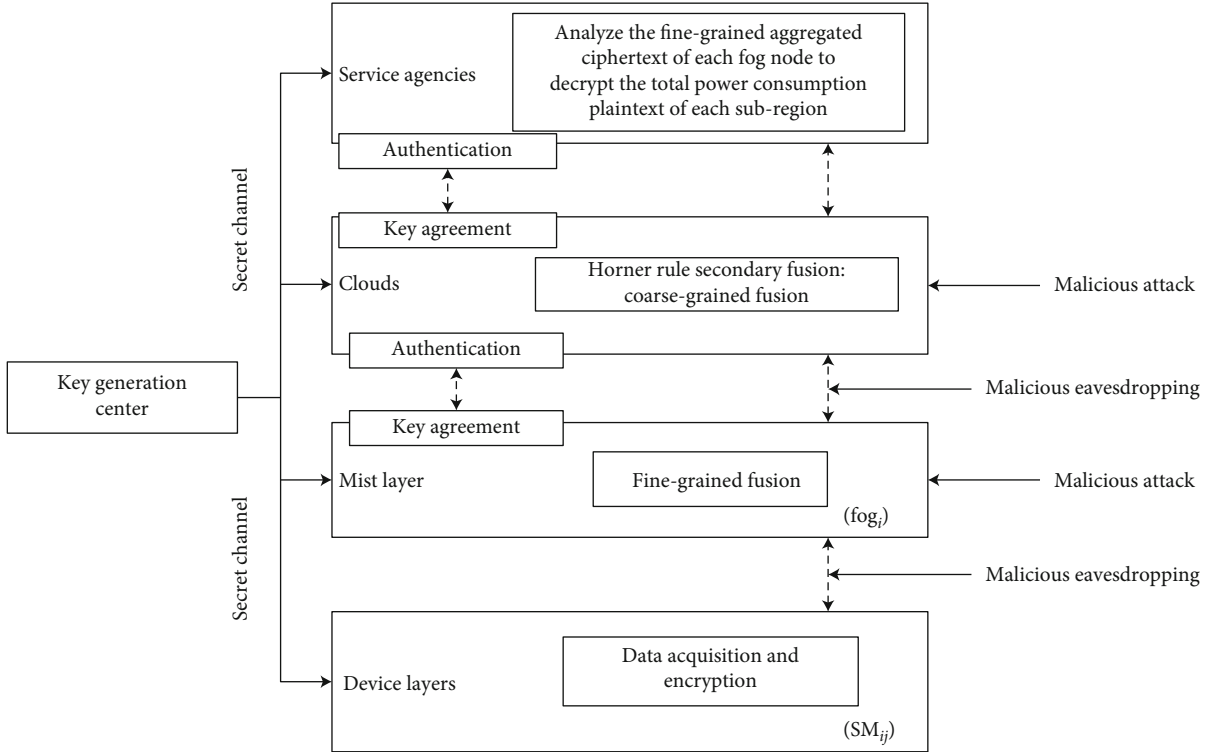 Service agencies
Analyze the fine-grained aggregated
ciphertext of each fog node to
decrypt the total power consumption
plaintext of each sub-region
Authentication
Secret channel
Key agreement
Clouds
Horner rule secondary fusion:
coarse-grained fusion
Malicious attack
Authentication
Key generation
center
Malicious eavesdropping
Key agreement
Mist layer
Fine-grained fusion
Malicious attack
(fogᵢ)
Secret channel
Malicious eavesdropping
Device layers
Data acquisition and
encryption
(SMᵢⱼ)